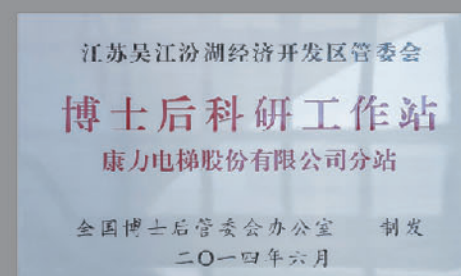 江苏吴江汾湖经济开发区管委会
博士后科研工作站
康力电梯股份有限公司分站
全国博士后管委会办公室 制发
二〇一四年六月